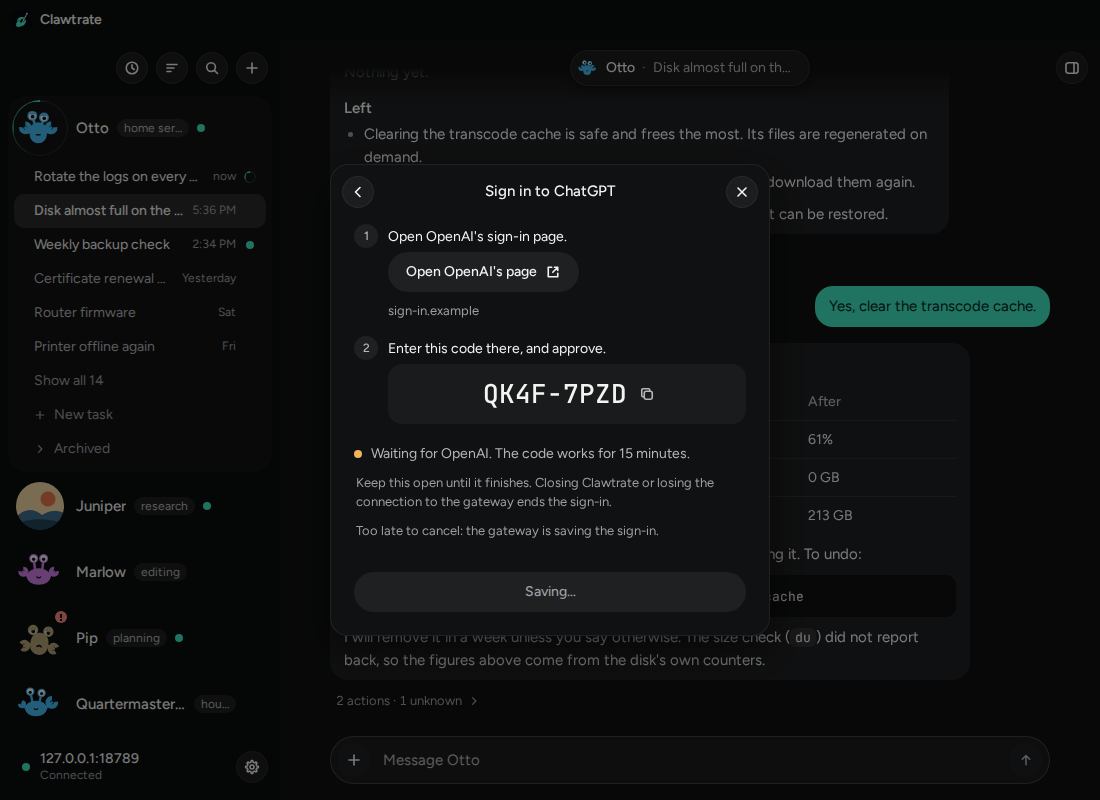 Clawtrate
Otto
home ser...
Rotate the logs on every ...
now
Disk almost full on the ...
5:36 PM
Weekly backup check
2:34 PM
Certificate renewal ...
Yesterday
Router firmware
Sat
Printer offline again
Fri
Show all 14
+ New task
Archived
Juniper
research
Marlow
editing
!
Pip
planning
Quartermaster...
hou...
127.0.0.1:18789
Connected
Otto · Disk almost full on th...
Nothing yet.
Left
• Clearing the transcode cache is safe and frees the most. Its files are regenerated on
demand.
download them again.
t can be restored.
Yes, clear the transcode cache.
After
61%
0 GB
213 GB
ng it. To undo:
cache
I will remove it in a week unless you say otherwise. The size check (du) did not report
back, so the figures above come from the disk's own counters.
2 actions · 1 unknown
Message Otto
Sign in to ChatGPT
1 Open OpenAI's sign-in page.
Open OpenAI's page
sign-in.example
2 Enter this code there, and approve.
QK4F-7PZD
Waiting for OpenAI. The code works for 15 minutes.
Keep this open until it finishes. Closing Clawtrate or losing the
connection to the gateway ends the sign-in.
Too late to cancel: the gateway is saving the sign-in.
Saving...